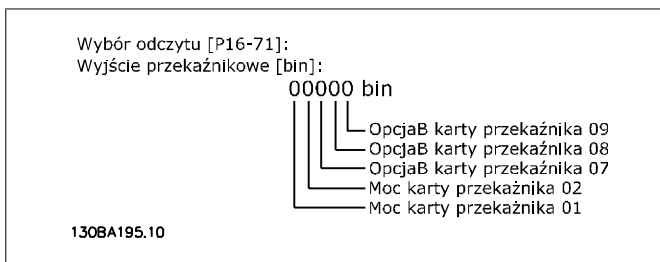 Wybór odczytu [P16-71]:
Wyjście przekaźnikowe [bin]:
00000 bin
OpcjaB karty przekaźnika 09
OpcjaB karty przekaźnika 08
OpcjaB karty przekaźnika 07
Moc karty przekażnika 02
Moc karty przekaźnika 01
130BA195.10